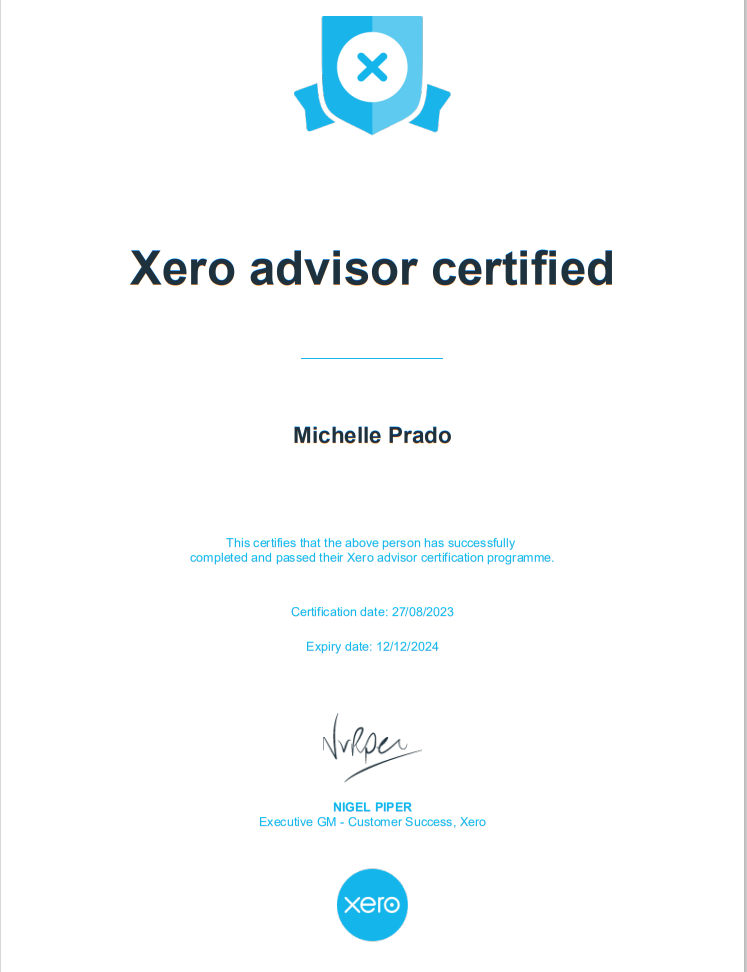 Xero advisor certified
Michelle Prado
This certifies that the above person has successfully
completed and passed their Xero advisor certification programme.
Certification date: 27/08/2023
Expiry date: 12/12/2024
NvRper
NIGEL PIPER
Executive GM - Customer Success, Xero
xero